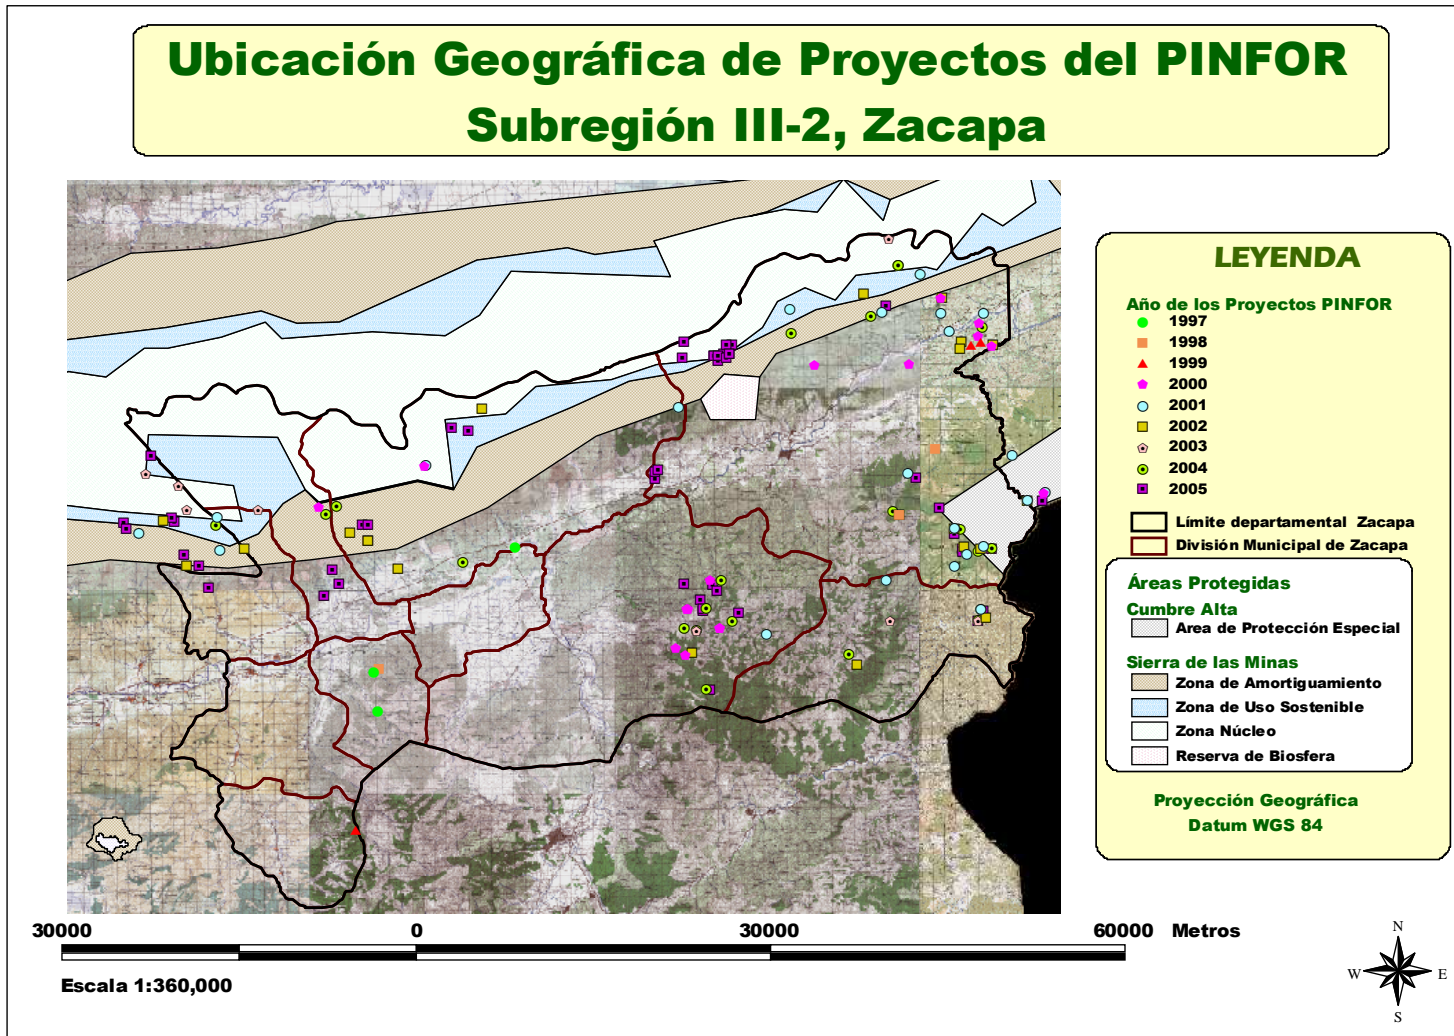 Ubicación Geográfica de Proyectos del PINFOR
Subregión III-2, Zacapa
LEYENDA
Año de los Proyectos PINFOR
1997
1998
1999
2000
2001
2002
2003
2004
2005
Límite departamental Zacapa
División Municipal de Zacapa
Áreas Protegidas
Cumbre Alta
Area de Protección Especial
Sierra de las Minas
Zona de Amortiguamiento
Zona de Uso Sostenible
Zona Núcleo
Reserva de Biosfera
Proyección Geográfica
Datum WGS 84
30000 0 30000 60000 Metros
Escala 1:360,000
N
W E
S